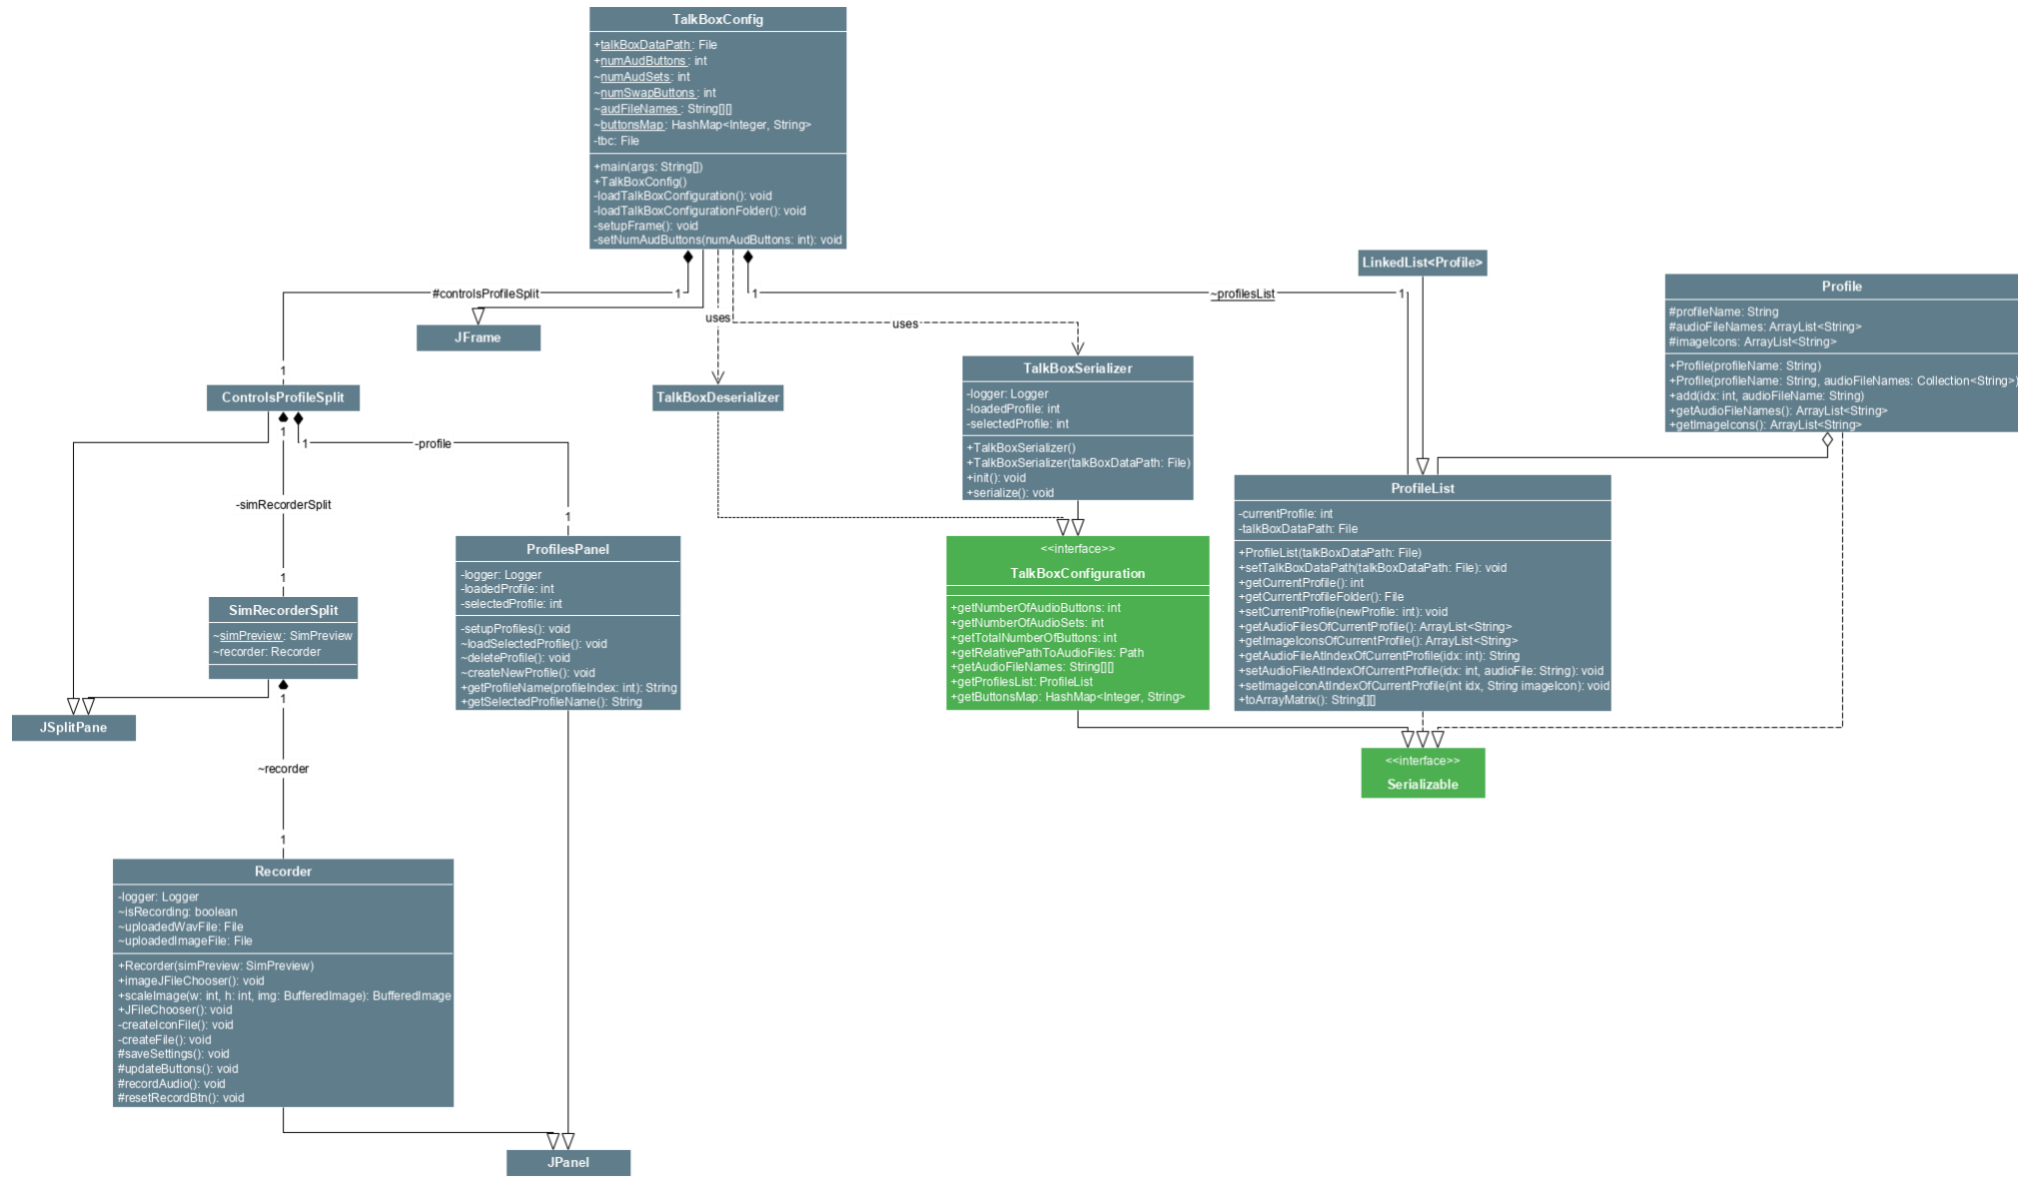 TalkBoxConfig
+talkBoxDataPath: File
+numAudButtons: int
~numAudSets: int
~numSwapButtons: int
~audFileNames: String[][]
~buttonsMap: HashMap<Integer, String>
-tbc: File
+main(args: String[])
+TalkBoxConfig()
-loadTalkBoxConfiguration(): void
-loadTalkBoxConfigurationFolder(): void
-setupFrame(): void
-setNumAudButtons(numAudButtons: int): void
#controlsProfileSplit
1
1
JFrame
uses
uses
1
~profilesList
1
LinkedList<Profile>
Profile
#profileName: String
#audioFileNames: ArrayList<String>
#imageIcons: ArrayList<String>
+Profile(profileName: String)
+Profile(profileName: String, audioFileNames: Collection<String>)
+add(idx: int, audioFileName: String)
+getAudioFileNames(): ArrayList<String>
+getImageIcons(): ArrayList<String>
ControlsProfileSplit
TalkBoxDeserializer
TalkBoxSerializer
-logger: Logger
-loadedProfile: int
-selectedProfile: int
+TalkBoxSerializer()
+TalkBoxSerializer(talkBoxDataPath: File)
+init(): void
+serialize(): void
1
1
-profile
1
-simRecorderSplit
1
ProfilesPanel
-logger: Logger
-loadedProfile: int
-selectedProfile: int
-setupProfiles(): void
~loadSelectedProfile(): void
~deleteProfile(): void
~createNewProfile(): void
+getProfileName(profileIndex: int): String
+getSelectedProfileName(): String
<<interface>>
TalkBoxConfiguration
+getNumberOfAudioButtons: int
+getNumberOfAudioSets: int
+getTotalNumberOfButtons: int
+getRelativePathToAudioFiles: Path
+getAudioFileNames: String[][]
+getProfilesList: ProfileList
+getButtonsMap: HashMap<Integer, String>
ProfileList
-currentProfile: int
-talkBoxDataPath: File
+ProfileList(talkBoxDataPath: File)
+setTalkBoxDataPath(talkBoxDataPath: File): void
+getCurrentProfile(): int
+getCurrentProfileFolder(): File
+setCurrentProfile(newProfile: int): void
+getAudioFilesOfCurrentProfile(): ArrayList<String>
+getImageIconsOfCurrentProfile(): ArrayList<String>
+getAudioFileAtIndexOfCurrentProfile(idx: int): String
+setAudioFileAtIndexOfCurrentProfile(idx: int, audioFile: String): void
+setImageIconAtIndexOfCurrentProfile(int idx, String imageIcon): void
+toArrayMatrix(): String[][]
SimRecorderSplit
~simPreview: SimPreview
~recorder: Recorder
JSplitPane
1
~recorder
1
<<interface>>
Serializable
Recorder
-logger: Logger
~isRecording: boolean
~uploadedWavFile: File
~uploadedImageFile: File
+Recorder(simPreview: SimPreview)
+imageJFileChooser(): void
+scaleImage(w: int, h: int, img: BufferedImage): BufferedImage
+JFileChooser(): void
-createIconFile(): void
-createFile(): void
#saveSettings(): void
#updateButtons(): void
#recordAudio(): void
#resetRecordBtn(): void
JPanel